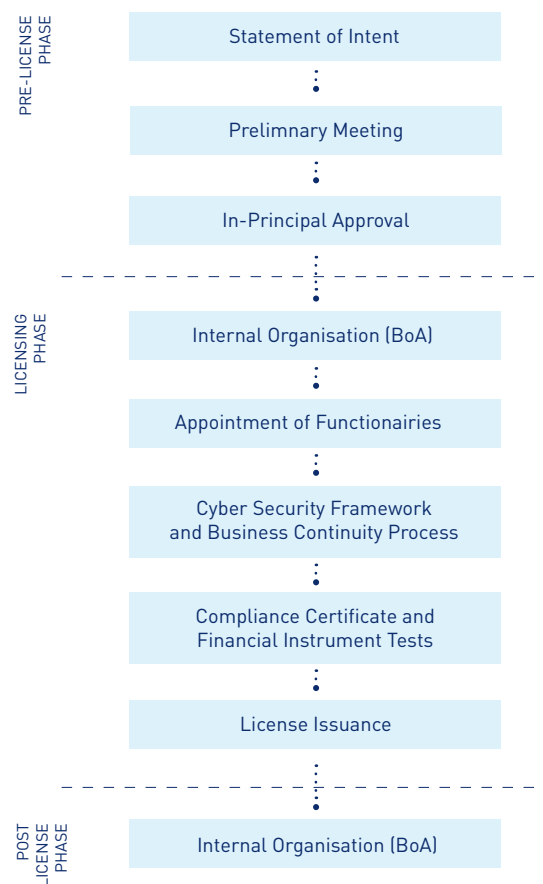 PRE-LICENSE
PHASE
Statement of Intent
Prelimnary Meeting
In-Principal Approval
LICENSING
PHASE
Internal Organisation (BoA)
Appointment of Functionairies
Cyber Security Framework
and Business Continuity Process
Compliance Certificate and
Financial Instrument Tests
License Issuance
POST
LICENSE
PHASE
Internal Organisation (BoA)